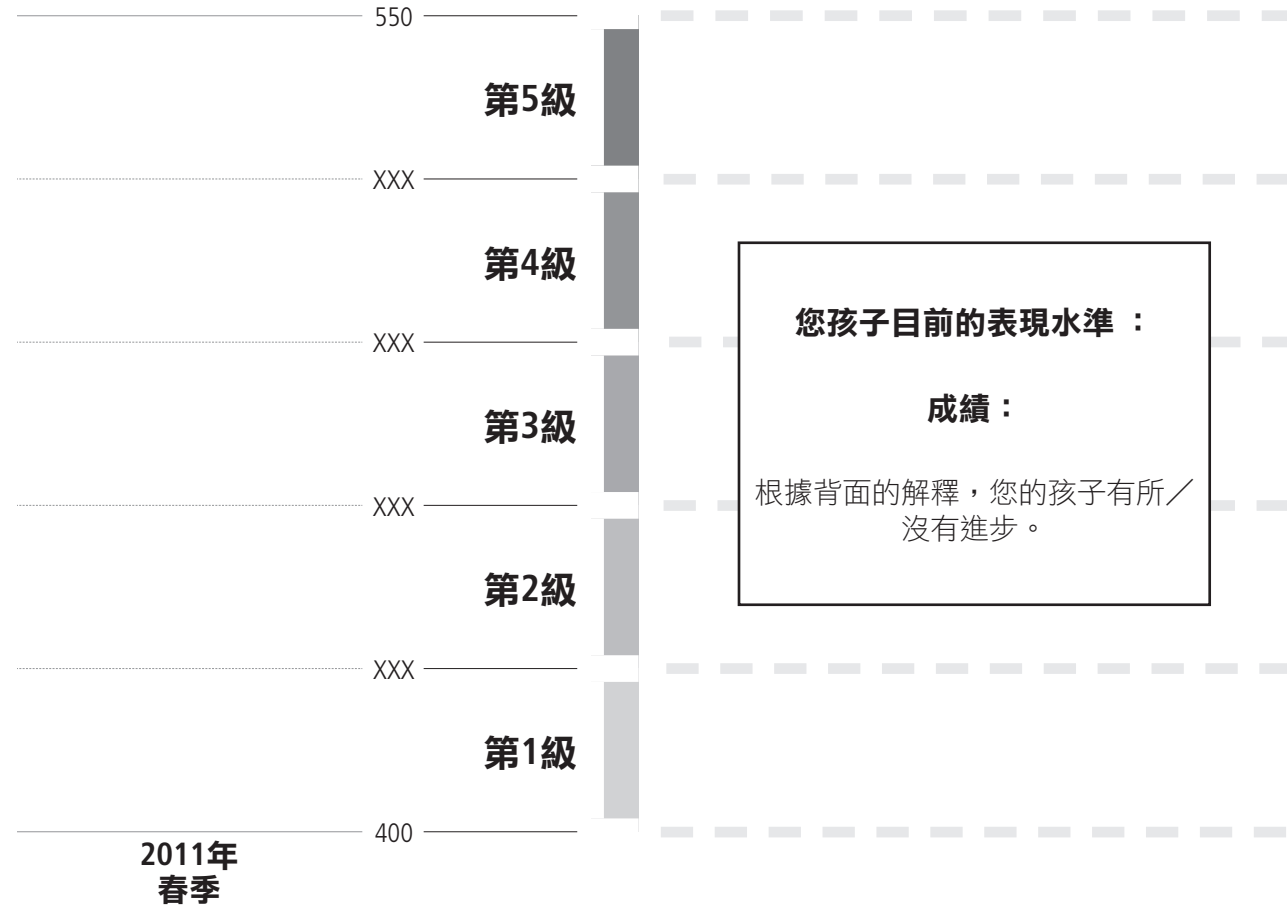 550
第5級
XXX
第4級
XXX
第3級
XXX
第2級
XXX
第1級
400
2011年
春季
您孩子目前的表現水準 ：
成績：
根據背面的解釋，您的孩子有所／
沒有進步。